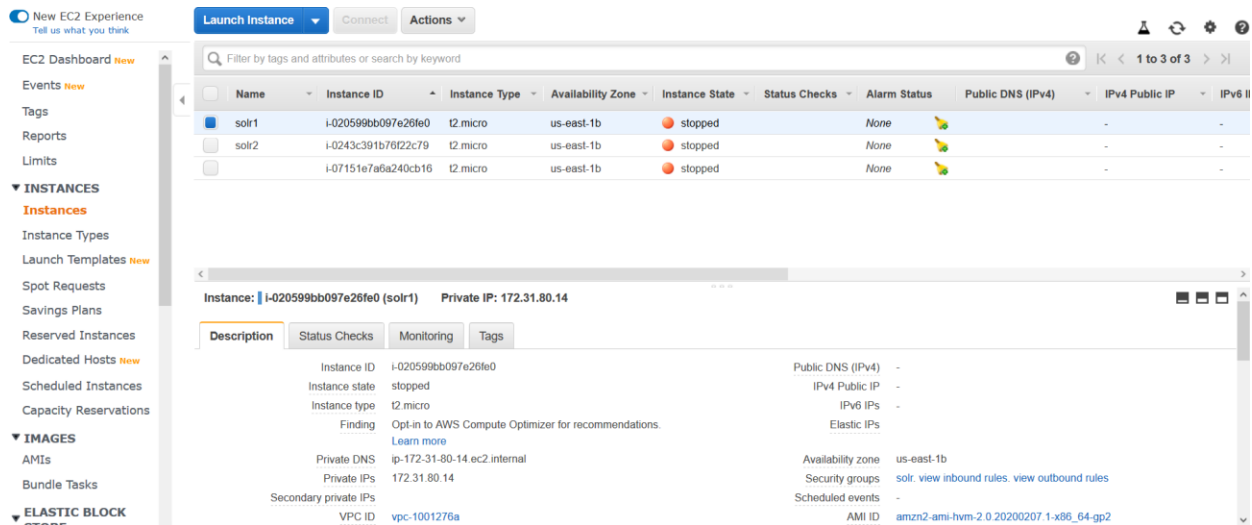 New EC2 Experience
Tell us what you think
EC2 Dashboard New
Events New
Tags
Reports
Limits
INSTANCES
Instances
Instance Types
Launch Templates New
Spot Requests
Savings Plans
Reserved Instances
Dedicated Hosts New
Scheduled Instances
Capacity Reservations
IMAGES
AMIs
Bundle Tasks
ELASTIC BLOCK
STORE
Launch Instance Connect Actions
Filter by tags and attributes or search by keyword 1 to 3 of 3
Name Instance ID Instance Type Availability Zone Instance State Status Checks Alarm Status Public DNS (IPv4) IPv4 Public IP IPv6 I
solr1 i-020599bb097e26fe0 t2.micro us-east-1b stopped None - -
solr2 i-0243c391b76f22c79 t2.micro us-east-1b stopped None - -
i-07151e7a6a240cb16 t2.micro us-east-1b stopped None - -
Instance: i-020599bb097e26fe0 (solr1) Private IP: 172.31.80.14
Description Status Checks Monitoring Tags
Instance ID i-020599bb097e26fe0 Public DNS (IPv4) -
Instance state stopped IPv4 Public IP -
Instance type t2.micro IPv6 IPs -
Finding Opt-in to AWS Compute Optimizer for recommendations. Elastic IPs
Learn more
Private DNS ip-172-31-80-14.ec2.internal Availability zone us-east-1b
Private IPs 172.31.80.14 Security groups solr. view inbound rules. view outbound rules
Secondary private IPs Scheduled events -
VPC ID vpc-1001276a AMI ID amzn2-ami-hvm-2.0.20200207.1-x86_64-gp2